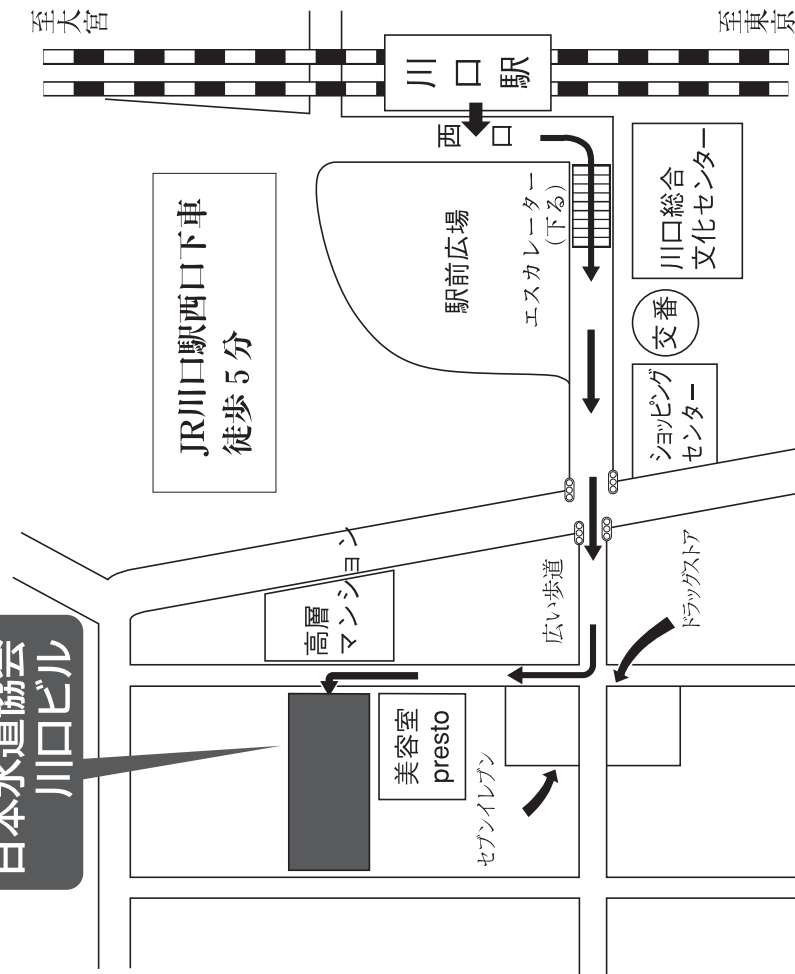 至大宮
至東京
川口駅
西口
JR川口駅西口下車
徒歩5分
駅前広場
エスカレーター
(下る)
川口総合
文化センター
交番
ショッピング
センター
高層
マンション
広い歩道
ドラッグストア
日本水道協会
川口ビル
美容室
presto
セブンイレブン